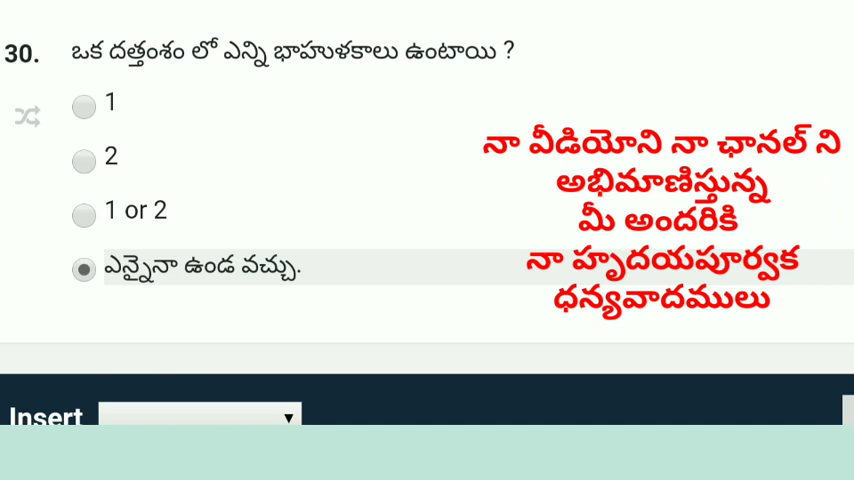 30. ఒక దత్తంశం లో ఎన్ని భాహుళకాలు ఉంటాయి ?
1
2
1 or 2
ఎన్నైనా ఉండ వచ్చు.
నా వీడియోని నా ఛానల్ ని
అభిమాణిస్తున్న
మీ అందరికి
నా హృదయపూర్వక
ధన్యవాదములు
Insert